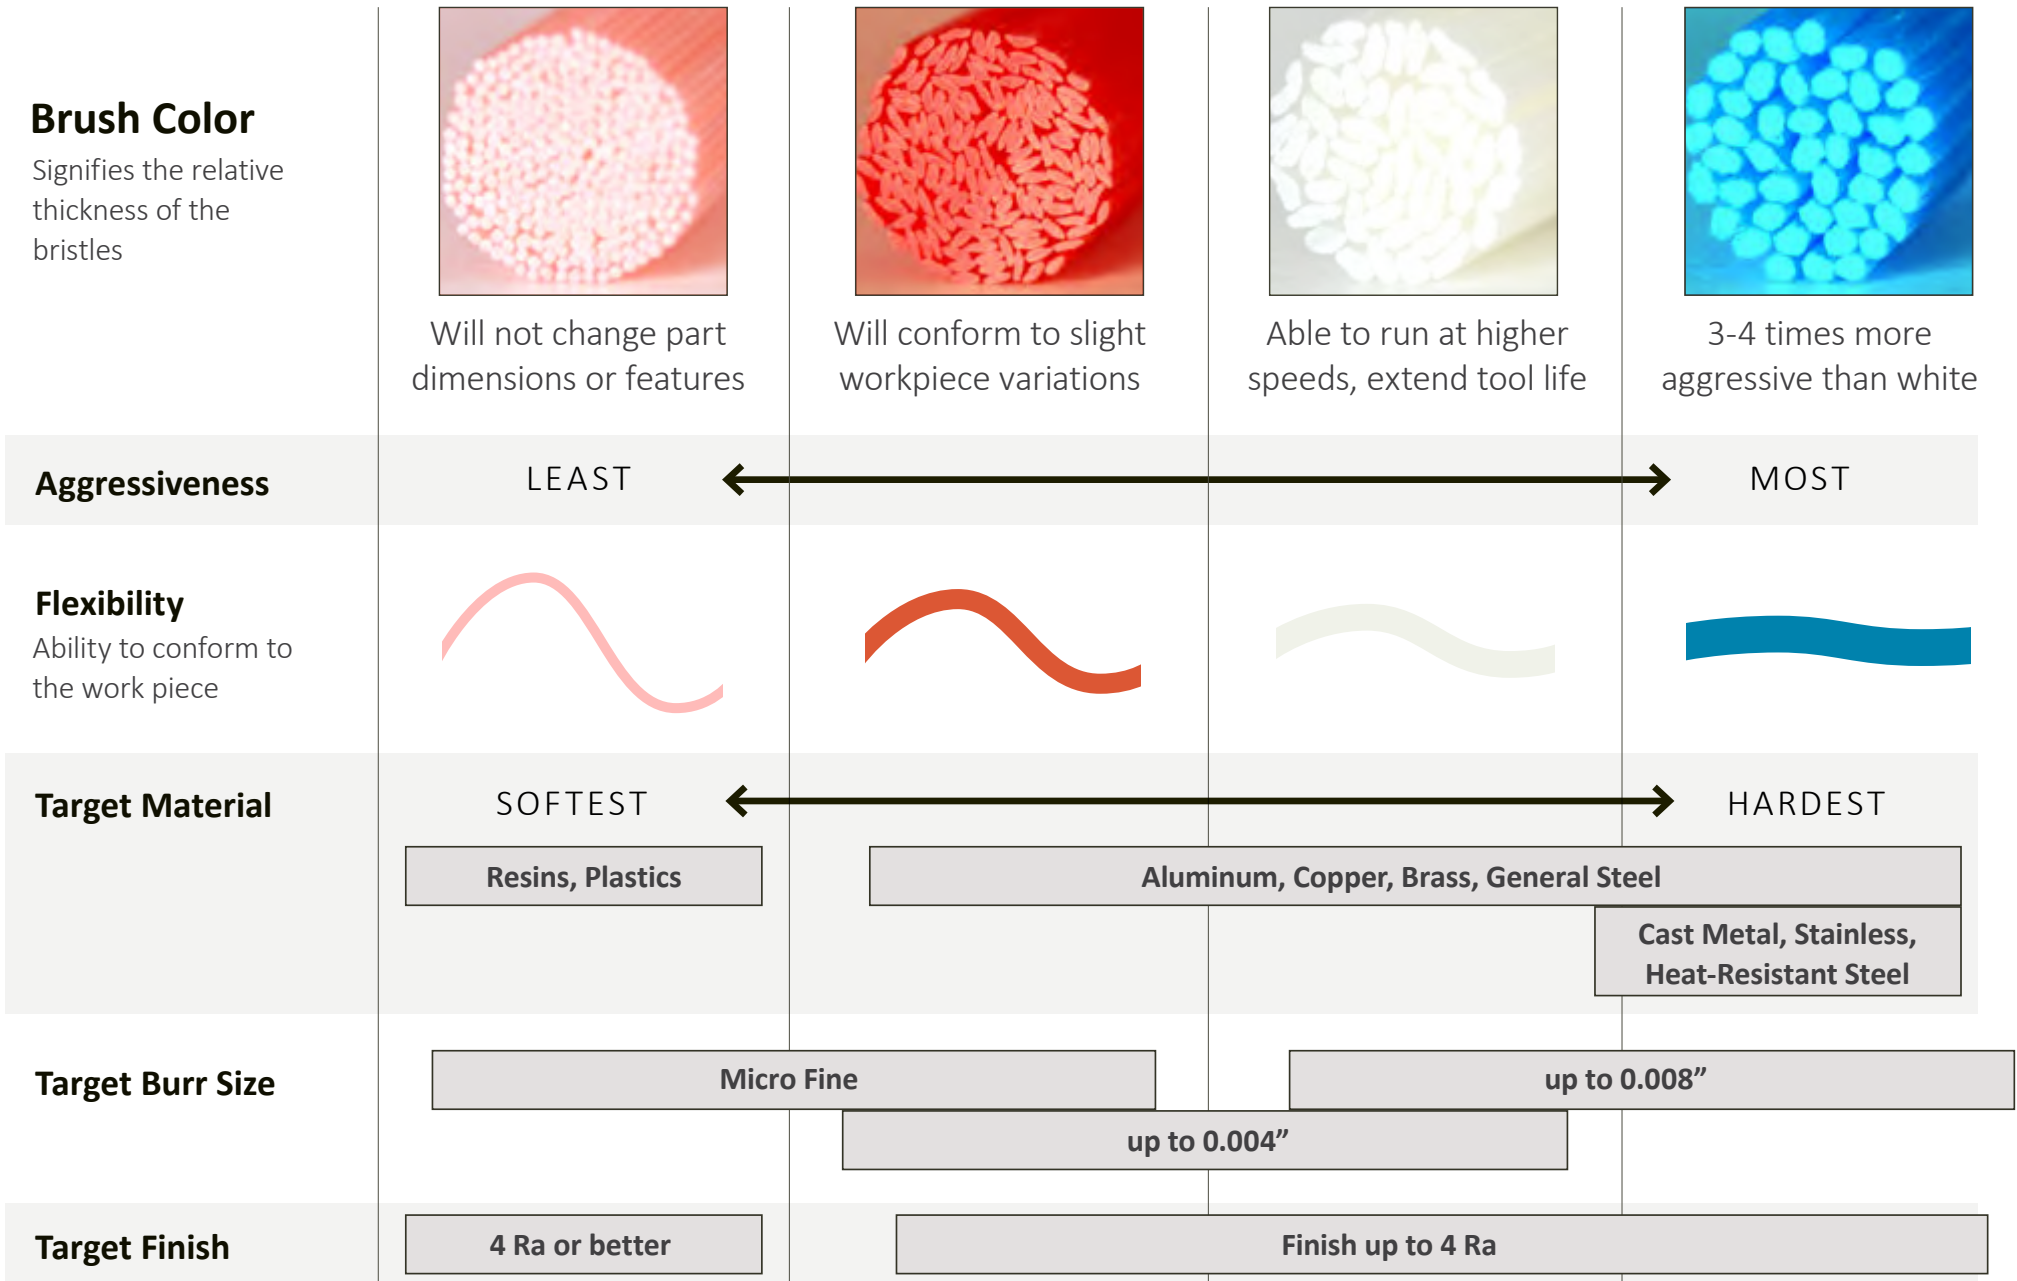 Brush Color
Signifies the relative
thickness of the
bristles
Will not change part
dimensions or features
Will conform to slight
workpiece variations
Able to run at higher
speeds, extend tool life
3-4 times more
aggressive than white
Aggressiveness
LEAST
MOST
Flexibility
Ability to conform to
the work piece
Target Material
SOFTEST
HARDEST
Resins, Plastics
Aluminum, Copper, Brass, General Steel
Cast Metal, Stainless,
Heat-Resistant Steel
Target Burr Size
Micro Fine
up to 0.008”
up to 0.004”
Target Finish
4 Ra or better
Finish up to 4 Ra